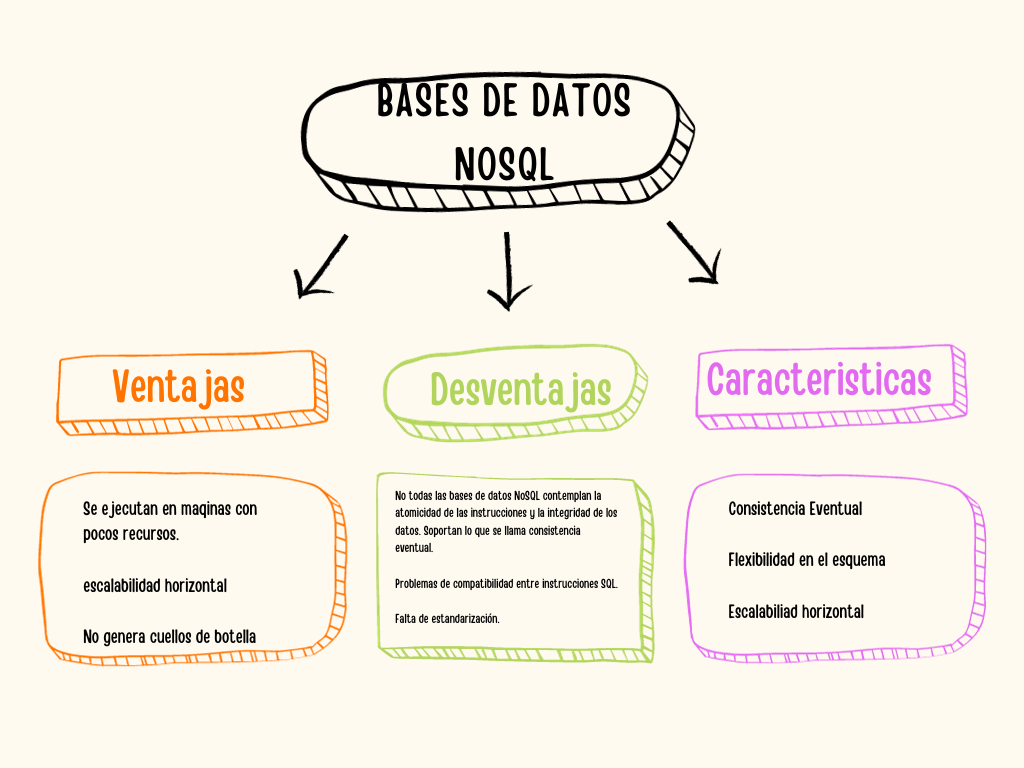 BASES DE DATOS
NOSQL
Ventajas
Desventajas
Caracteristicas
Se ejecutan en maqinas con
pocos recursos.
escalabilidad horizontal
No genera cuellos de botella
No todas las bases de datos NoSQL contemplan la
atomicidad de las instrucciones y la integridad de los
datos. Soportan lo que se llama consistencia
eventual.
Problemas de compatibilidad entre instrucciones SQL.
Falta de estandarización.
Consistencia Eventual
Flexibilidad en el esquema
Escalabiliad horizontal